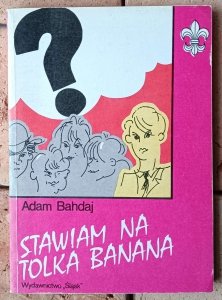 ?
Adam Bahdaj
STAWIAM NA
TOLKA BANANA
Wydawnictwo „Śląsk”